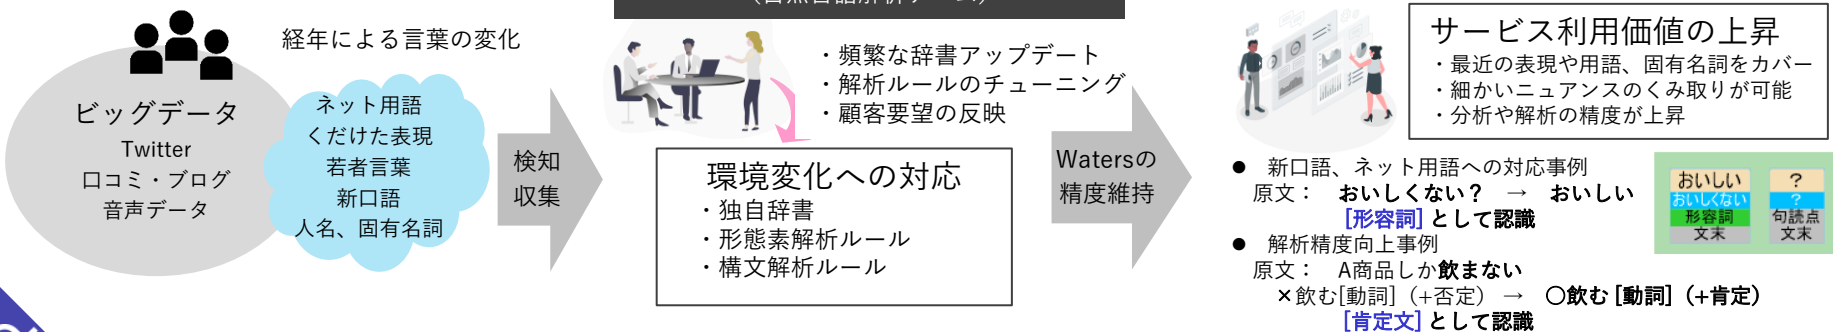 経年による言葉の変化
ビッグデータ
Twitter
口コミ・ブログ
音声データ
ネット用語
くだけた表現
若者言葉
新口語
人名、固有名詞
検知
収集
・頻繁な辞書アップデート
・解析ルールのチューニング
・顧客要望の反映
環境変化への対応
・独自辞書
・形態素解析ルール
・構文解析ルール
Watersの
精度維持
サービス利用価値の上昇
・最近の表現や用語、固有名詞をカバー
・細かいニュアンスのくみ取りが可能
・分析や解析の精度が上昇
● 新口語、ネット用語への対応事例
原文： おいしくない？ → おいしい
[形容詞] として認識
おいしい
おいしくない
形容詞
文末
?
?
句読点
文末
● 解析精度向上事例
原文： A商品しか飲まない
×飲む[動詞]（+否定） → 〇飲む [動詞]（+肯定）
[肯定文] として認識